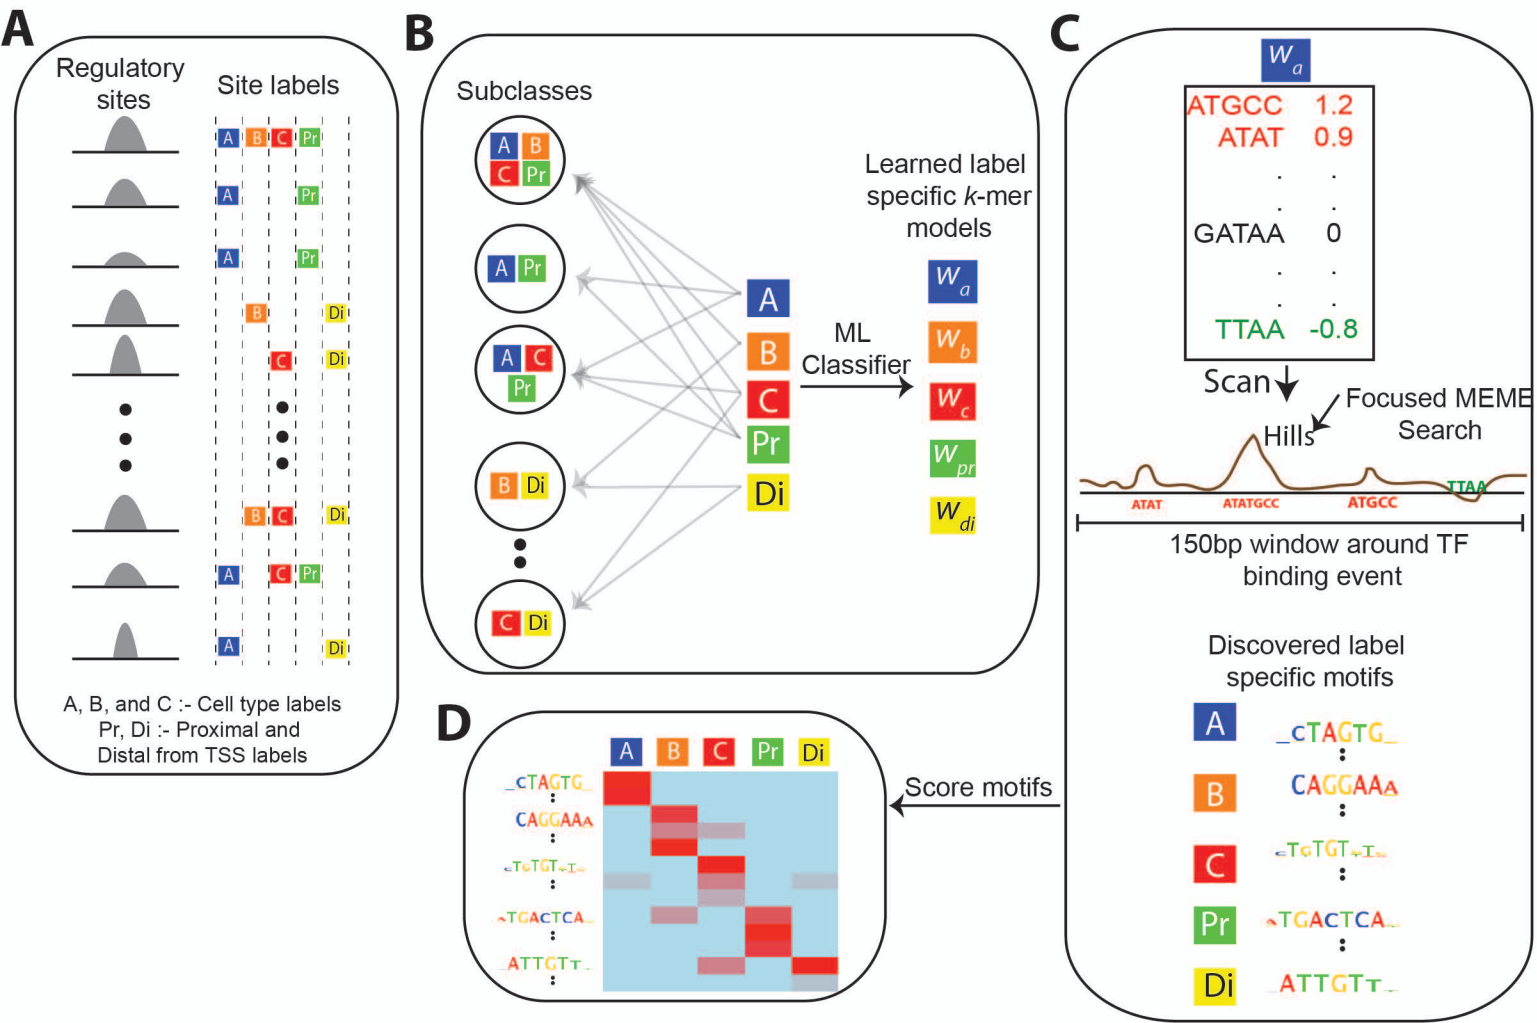 A
Regulatory
sites
Site labels
A B C Pr
A Pr
A Pr
B Di
C Di
B C Di
A C Pr
A Di
A, B, and C :- Cell type labels
Pr, Di :- Proximal and
Distal from TSS labels
B
Subclasses
A B
C Pr
A Pr
A C
Pr
B Di
C Di
A
B
C
Pr
Di
ML
Classifier
Learned label
specific k-mer
models
Wa
Wb
Wc
Wpr
Wdi
C
Wa
ATGCC 1.2
ATAT 0.9
GATAA 0
TTAA -0.8
Scan
Focused MEME
Search
Hills
ATAT
ATATGCC
ATGCC
TTAA
150bp window around TF
binding event
Discovered label
specific motifs
A CTAGTG
B CAGGAAA
C cTGTGT
Pr TGACTCA
Di ATTGTT
D
A B C Pr Di
CTAGTG
CAGGAAA
cTGTGT
TGACTCA
ATTGTT
Score motifs